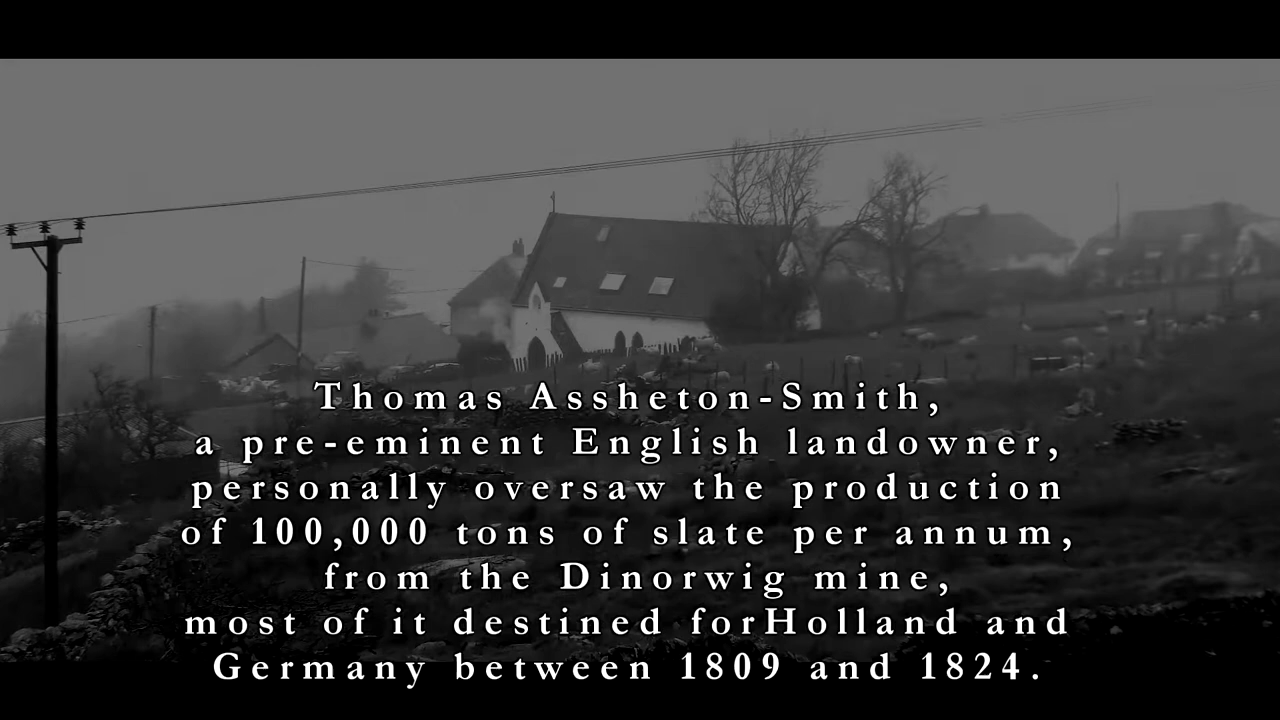 Thomas Assheton-Smith,
a pre-eminent English landowner,
personally oversaw the production
of 100,000 tons of slate per annum,
from the Dinorwig mine,
most of it destined forHolland and
Germany between 1809 and 1824.